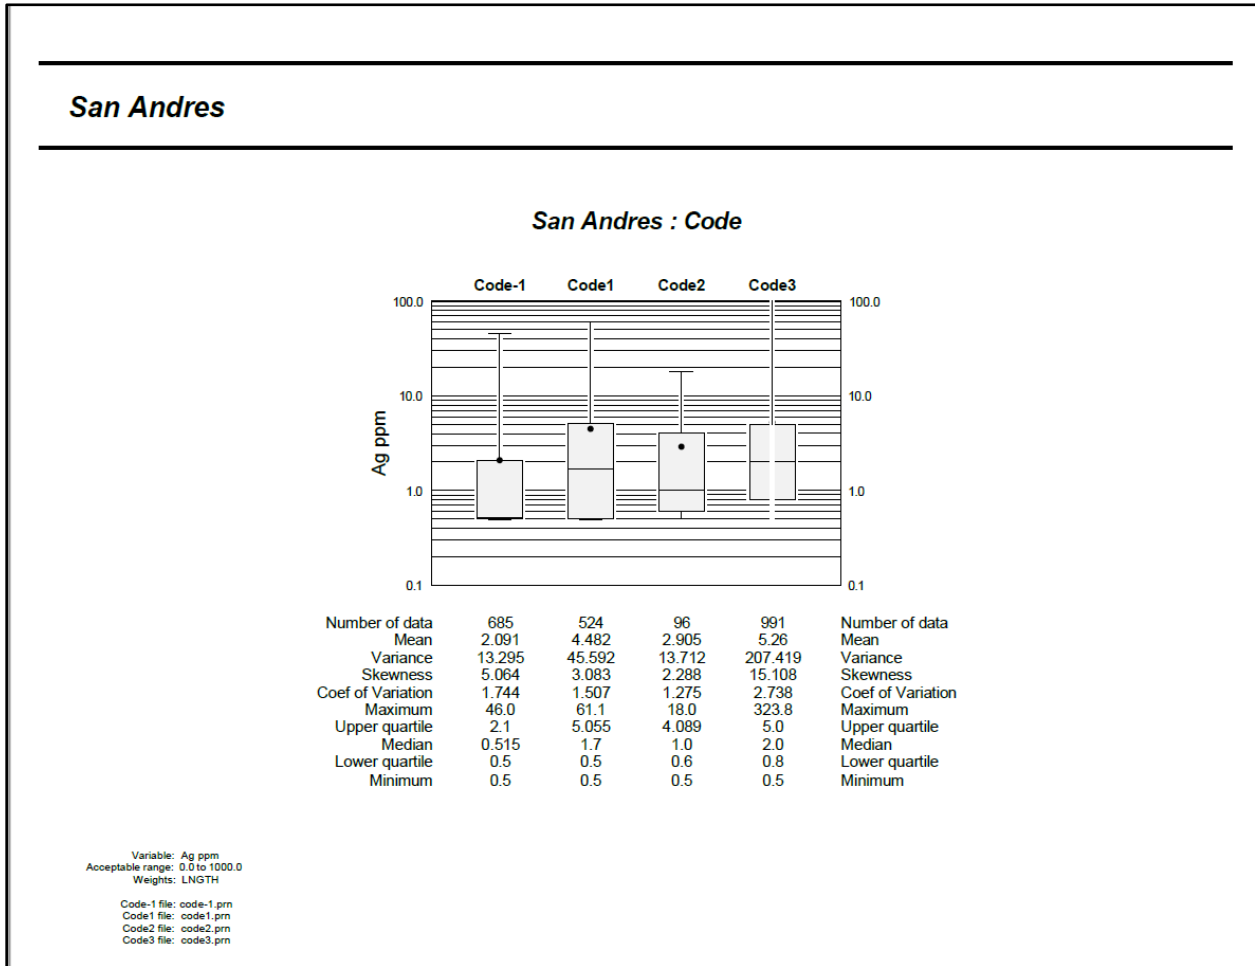 San Andres
San Andres : Code
Code-1 Code1 Code2 Code3
100.0 100.0
10.0 10.0
Ag ppm
1.0 1.0
0.1 0.1
Number of data 685 524 96 991 Number of data
Mean 2.091 4.482 2.905 5.26 Mean
Variance 13.295 45.592 13.712 207.419 Variance
Skewness 5.064 3.083 2.288 15.108 Skewness
Coef of Variation 1.744 1.507 1.275 2.738 Coef of Variation
Maximum 46.0 61.1 18.0 323.8 Maximum
Upper quartile 2.1 5.055 4.089 5.0 Upper quartile
Median 0.515 1.7 1.0 2.0 Median
Lower quartile 0.5 0.5 0.6 0.8 Lower quartile
Minimum 0.5 0.5 0.5 0.5 Minimum
Variable: Ag ppm
Acceptable range: 0.0 to 1000.0
Weights: LNGTH
Code-1 file: code-1.prn
Code1 file: code1.prn
Code2 file: code2.prn
Code3 file: code3.prn